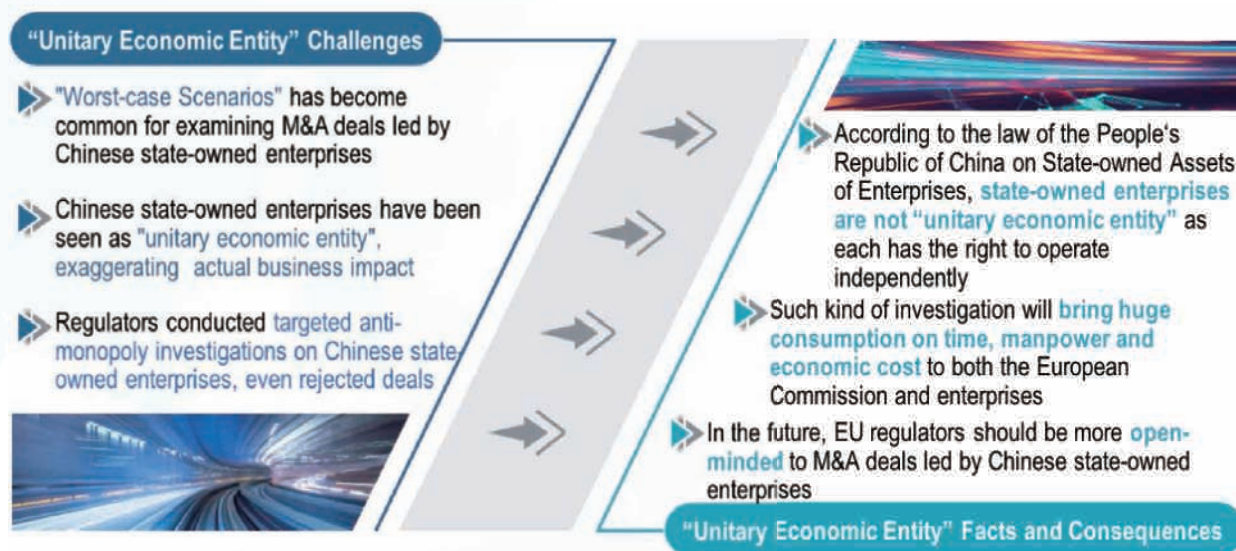 “Unitary Economic Entity” Challenges
"Worst-case Scenarios" has become
common for examining M&A deals led by
Chinese state-owned enterprises
Chinese state-owned enterprises have been
seen as "unitary economic entity",
exaggerating actual business impact
Regulators conducted targeted anti-
monopoly investigations on Chinese state-
owned enterprises, even rejected deals
According to the law of the People's
Republic of China on State-owned Assets
of Enterprises, state-owned enterprises
are not “unitary economic entity” as
each has the right to operate
independently
Such kind of investigation will bring huge
consumption on time, manpower and
economic cost to both the European
Commission and enterprises
In the future, EU regulators should be more open-
minded to M&A deals led by Chinese state-owned
enterprises
“Unitary Economic Entity” Facts and Consequences